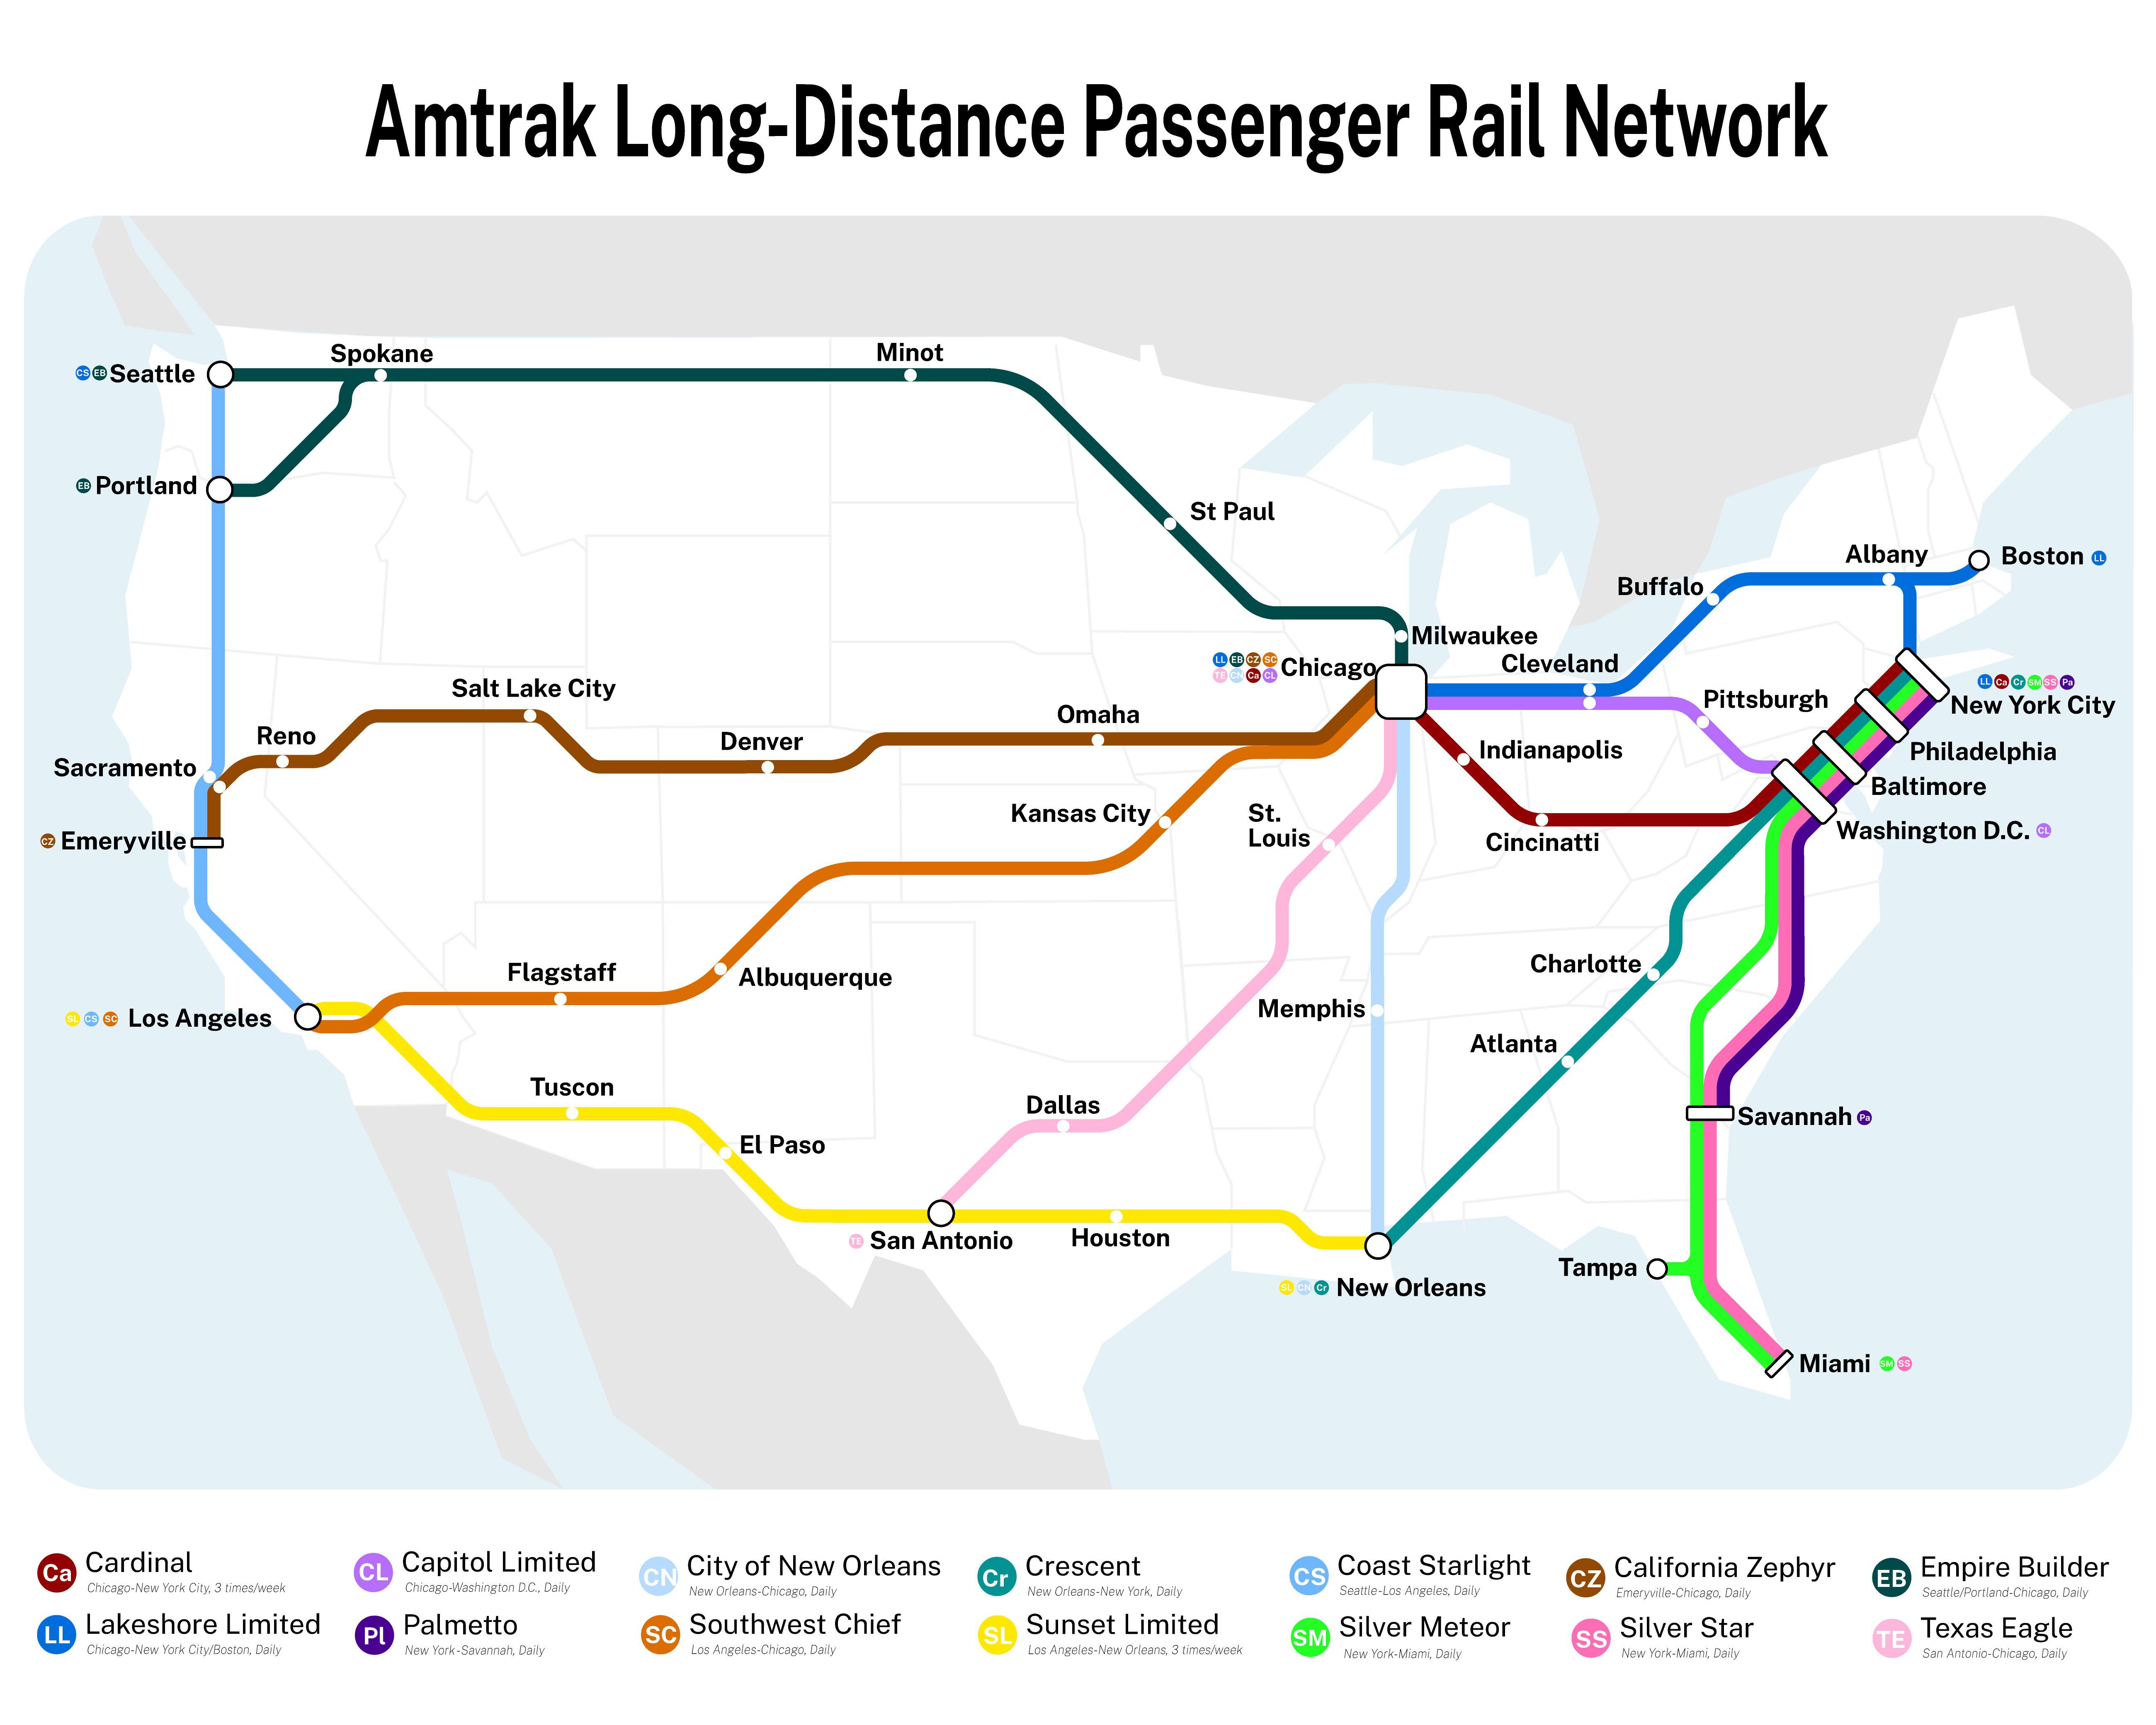 Amtrak Long-Distance Passenger Rail Network
Spokane
Minot
CS EB Seattle
EB Portland
St Paul
Albany
Boston LL
Buffalo
Milwaukee
LL EB CZ SC
TE CN Ca CL
Chicago
Cleveland
Salt Lake City
Pittsburgh
LL Ca Cr SM SS Pa
New York City
Omaha
Reno
Denver
Indianapolis
Philadelphia
Sacramento
Baltimore
Kansas City
St.
Louis
Washington D.C. CL
CZ Emeryville
Cincinatti
Charlotte
Flagstaff
Albuquerque
Memphis
SL CS SC Los Angeles
Atlanta
Tuscon
Dallas
Savannah Pa
El Paso
TE San Antonio
Houston
Tampa
SL CN Cr New Orleans
Miami SM SS
Ca Cardinal
Chicago-New York City, 3 times/week
CL Capitol Limited
Chicago-Washington D.C., Daily
CN City of New Orleans
New Orleans-Chicago, Daily
Cr Crescent
New Orleans-New York, Daily
CS Coast Starlight
Seattle-Los Angeles, Daily
CZ California Zephyr
Emeryville-Chicago, Daily
EB Empire Builder
Seattle/Portland-Chicago, Daily
LL Lakeshore Limited
Chicago-New York City/Boston, Daily
Pl Palmetto
New York-Savannah, Daily
SC Southwest Chief
Los Angeles-Chicago, Daily
SL Sunset Limited
Los Angeles-New Orleans, 3 times/week
SM Silver Meteor
New York-Miami, Daily
SS Silver Star
New York-Miami, Daily
TE Texas Eagle
San Antonio-Chicago, Daily